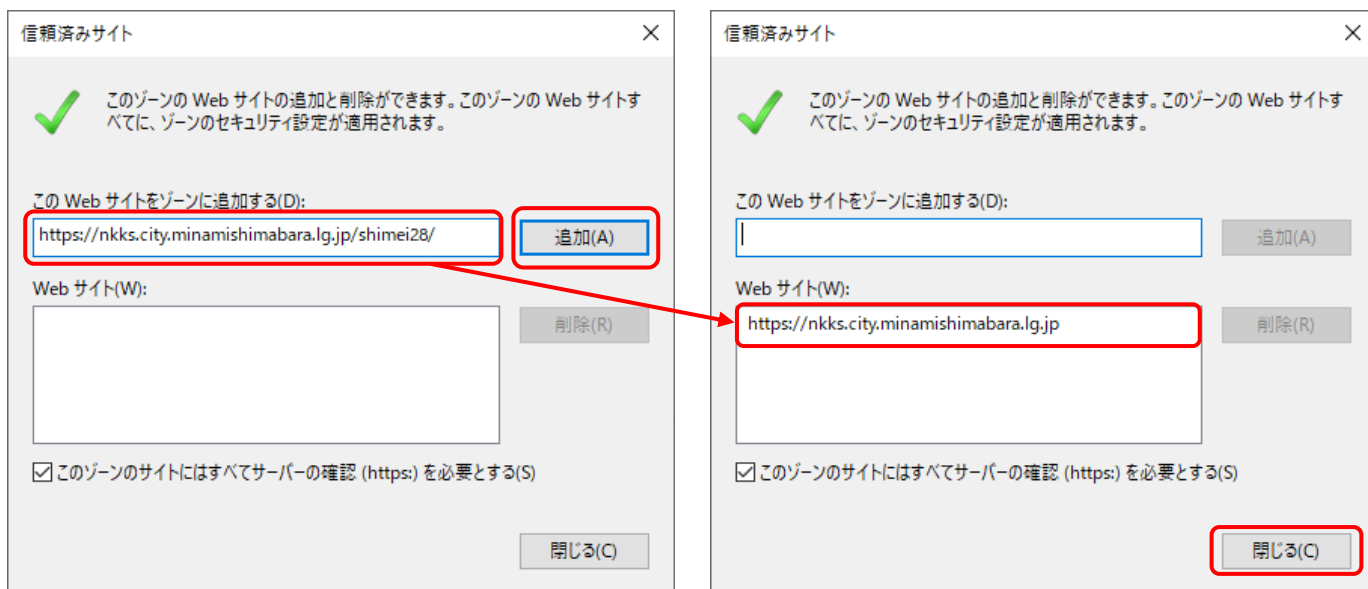 信頼済みサイト
このゾーンの Web サイトの追加と削除ができます。このゾーンの Web サイトす
べてに、ゾーンのセキュリティ設定が適用されます。
この Web サイトをゾーンに追加する(D):
https://nkks.city.minamishimabara.lg.jp/shimei28/
追加(A)
Web サイト(W):
削除(R)
このゾーンのサイトにはすべてサーバーの確認 (https:) を必要とする(S)
閉じる(C)
信頼済みサイト
このゾーンの Web サイトの追加と削除ができます。このゾーンの Web サイトす
べてに、ゾーンのセキュリティ設定が適用されます。
この Web サイトをゾーンに追加する(D):
追加(A)
Web サイト(W):
https://nkks.city.minamishimabara.lg.jp
削除(R)
このゾーンのサイトにはすべてサーバーの確認 (https:) を必要とする(S)
閉じる(C)